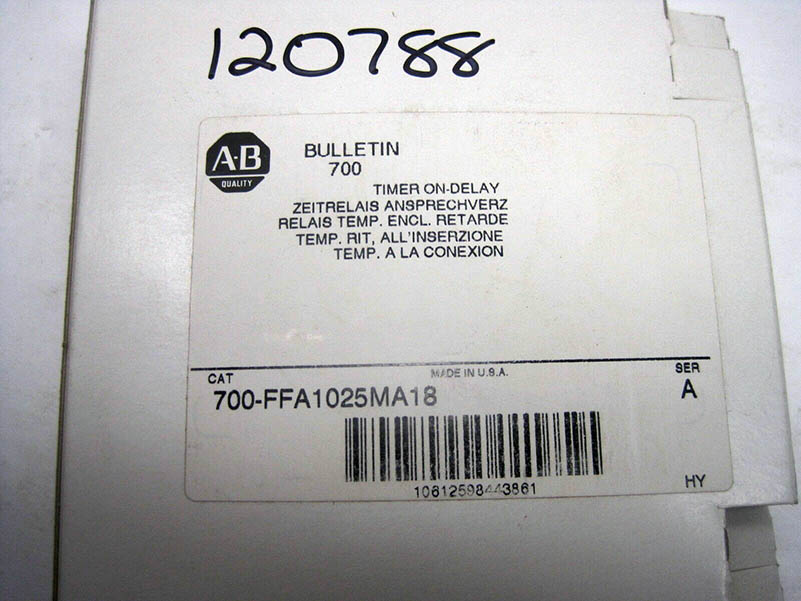 120788
A-B
QUALITY
BULLETIN
700
TIMER ON-DELAY
ZEITRELAIS ANSPRECHVERZ
RELAIS TEMP. ENCL. RETARDE
TEMP. RIT, ALL'INSERZIONE
TEMP. A LA CONEXION
CAT
MADE IN U.S.A.
SER
700-FFA1025MA18
A
10612598443861
HY